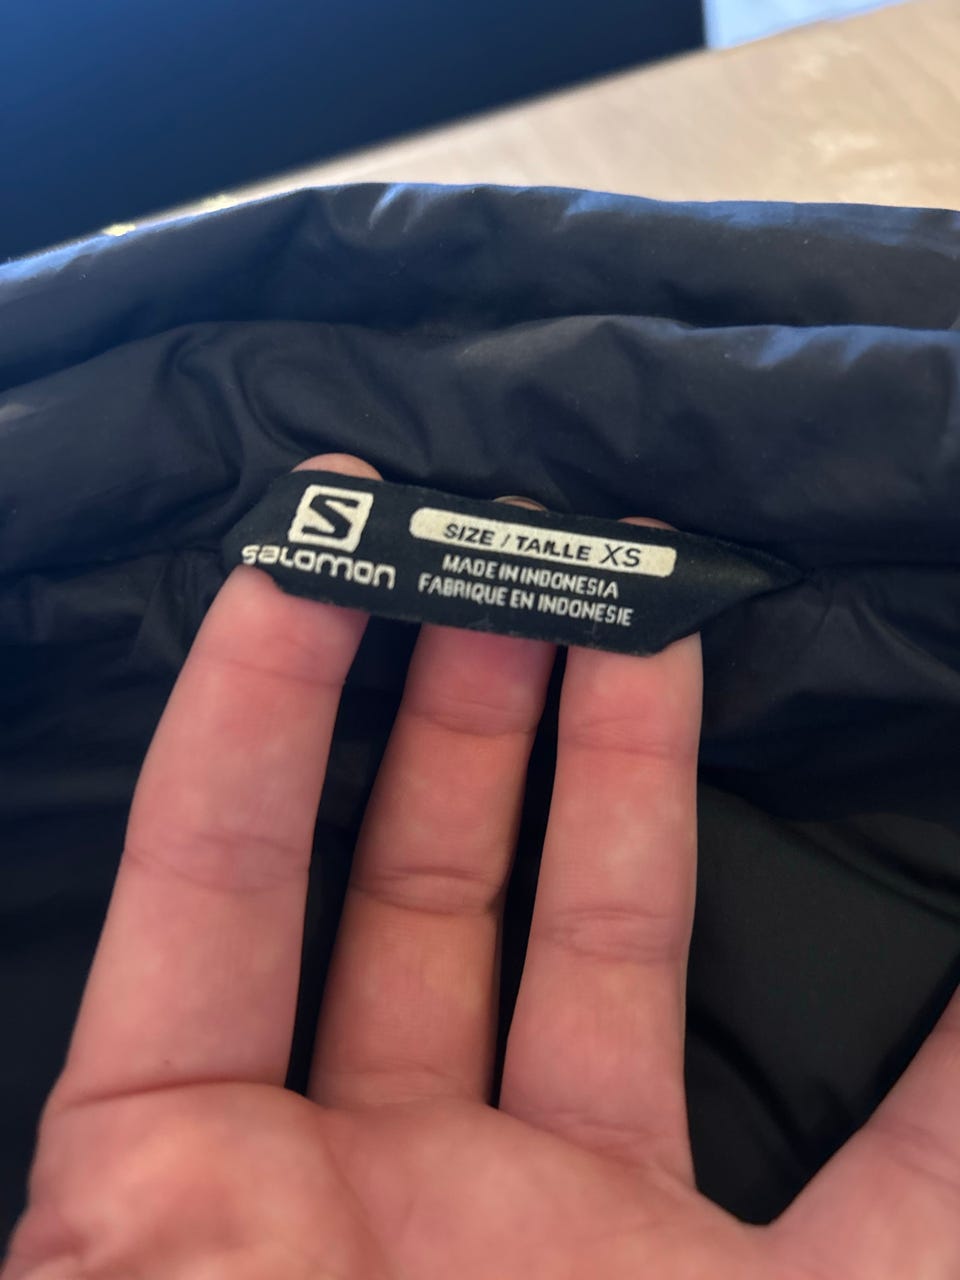 S
salomon
SIZE / TAILLE XS
MADE IN INDONESIA
FABRIQUE EN INDONESIE